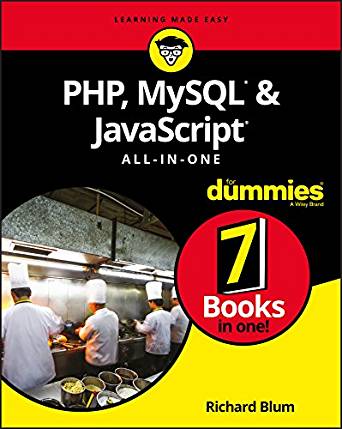 LEARNING MADE EASY
PHP, MySQL® &
JavaScript®
ALL-IN-ONE
for
dummies®
A Wiley Brand
7
Books
in one!
Richard Blum